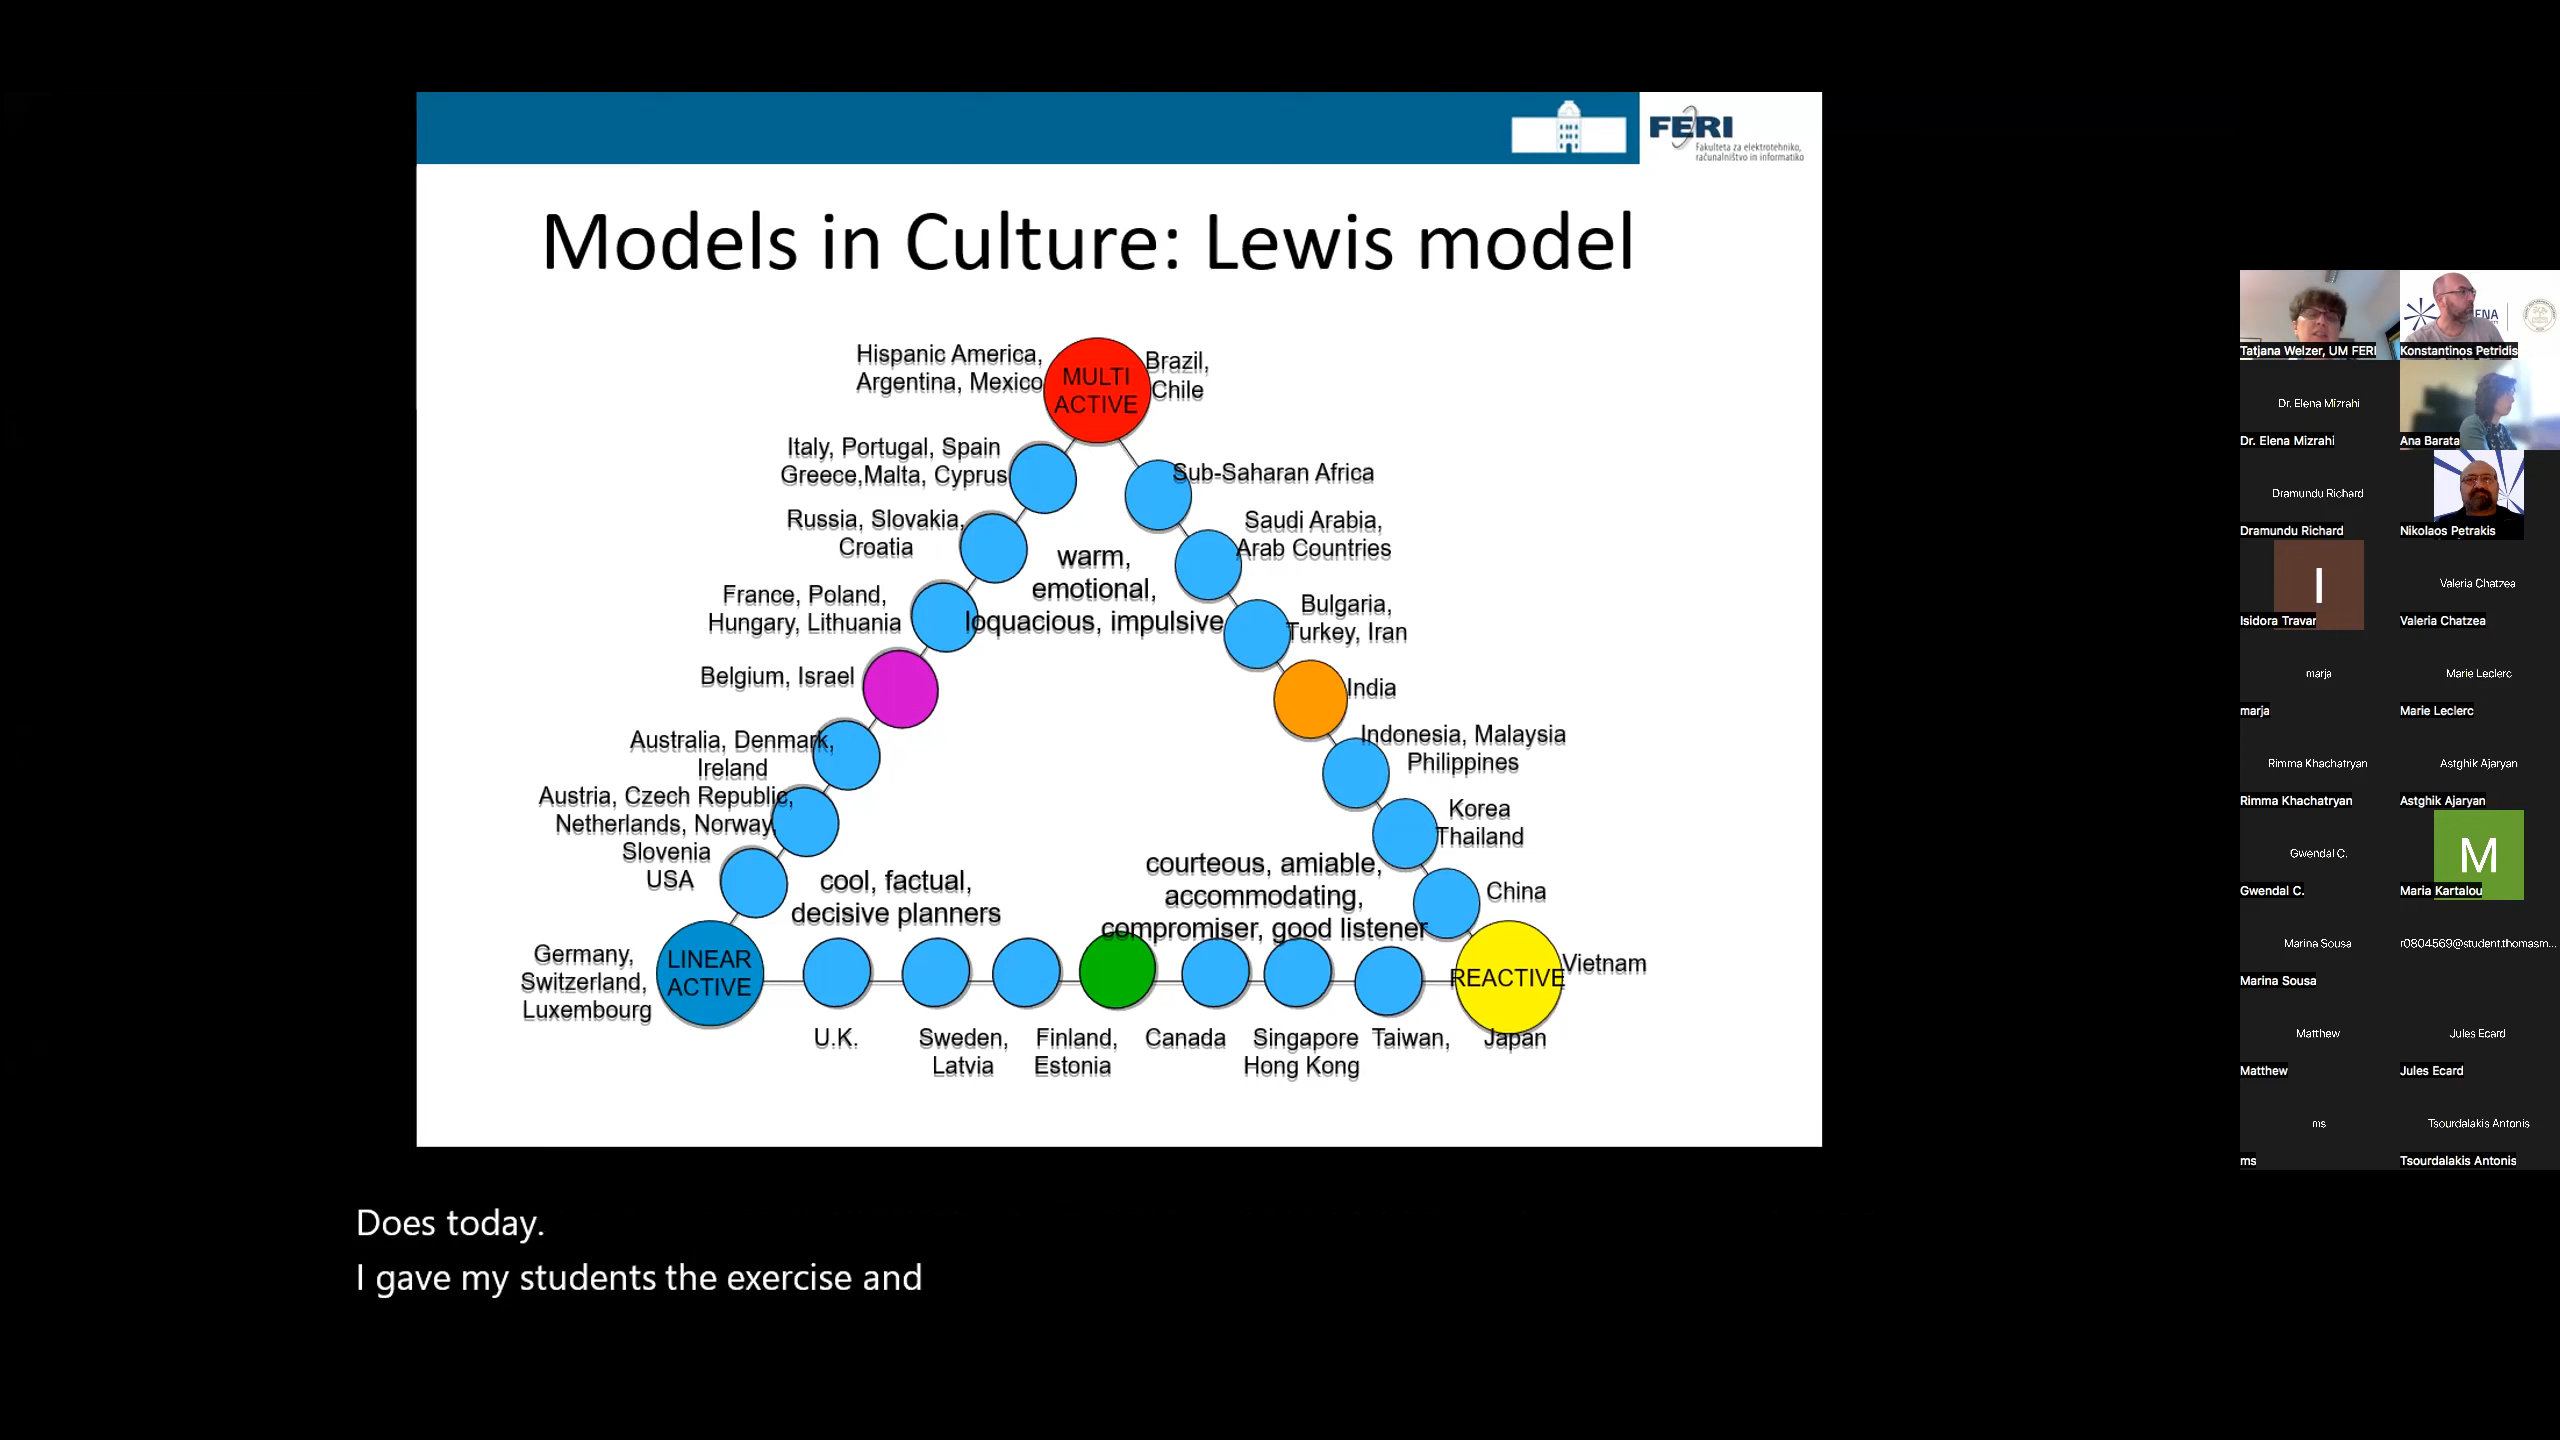 FERI
Fakulteta za elektrotehniko,
računalništvo in informatiko
Models in Culture: Lewis model
Hispanic America,
Argentina, Mexico
MULTI
ACTIVE
Brazil,
Chile
Italy, Portugal, Spain
Greece,Malta, Cyprus
Sub-Saharan Africa
Russia, Slovakia,
Croatia
Saudi Arabia,
Arab Countries
warm,
emotional,
loquacious, impulsive
France, Poland,
Hungary, Lithuania
Bulgaria,
Turkey, Iran
Belgium, Israel
India
Australia, Denmark,
Ireland
Indonesia, Malaysia
Philippines
Austria, Czech Republic,
Netherlands, Norway,
Slovenia
USA
Korea
Thailand
cool, factual,
decisive planners
courteous, amiable,
accommodating,
compromiser, good listener
China
Germany,
Switzerland,
Luxembourg
LINEAR
ACTIVE
REACTIVE
Vietnam
U.K.
Sweden,
Latvia
Finland,
Estonia
Canada
Singapore
Hong Kong
Taiwan,
Japan
Does today.
I gave my students the exercise and
Tatjana Welzer, UM FERI
ENA
Konstantinos Petridis
Dr. Elena Mizrahi
Dr. Elena Mizrahi
Ana Barata
Dramundu Richard
Dramundu Richard
Nikolaos Petrakis
I
Isidora Travar
Valeria Chatzea
Valeria Chatzea
marja
marja
Marie Leclerc
Marie Leclerc
Rimma Khachatryan
Rimma Khachatryan
Astghik Ajaryan
Astghik Ajaryan
Gwendal C.
Gwendal C.
M
Maria Kartalou
Marina Sousa
Marina Sousa
r0804569@student.thomasm...
Matthew
Matthew
Jules Ecard
Jules Ecard
ms
ms
Tsourdalakis Antonis
Tsourdalakis Antonis